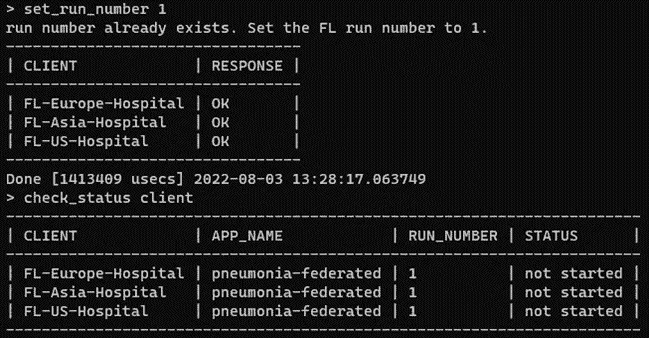 > set_run_number 1
run number already exists. Set the FL run number to 1.
---------------------------------
| CLIENT             | RESPONSE |
---------------------------------
| FL-Europe-Hospital | OK       |
| FL-Asia-Hospital   | OK       |
| FL-US-Hospital     | OK       |
---------------------------------
Done [1413409 usecs] 2022-08-03 13:28:17.063749
> check_status client
-----------------------------------------------------------------------
| CLIENT             | APP_NAME            | RUN_NUMBER | STATUS      |
-----------------------------------------------------------------------
| FL-Europe-Hospital | pneumonia-federated | 1          | not started |
| FL-Asia-Hospital   | pneumonia-federated | 1          | not started |
| FL-US-Hospital     | pneumonia-federated | 1          | not started |
-----------------------------------------------------------------------